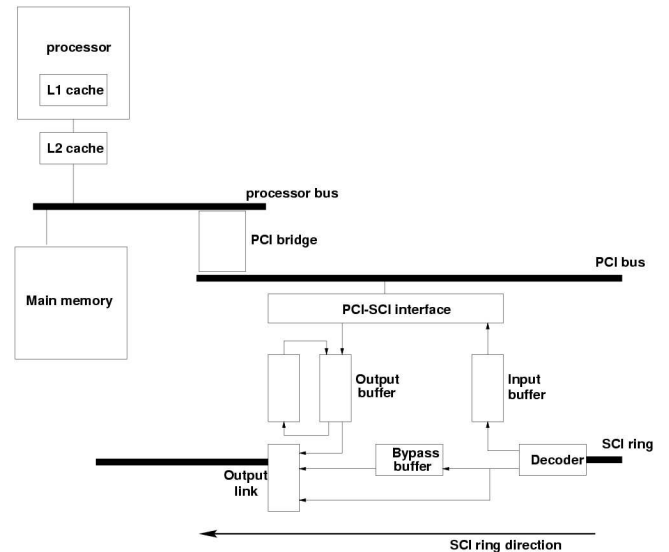 processor
L1 cache
L2 cache
processor bus
PCI bridge
PCI bus
Main memory
PCI-SCI interface
Output
buffer
Input
buffer
SCI ring
Bypass
buffer
Decoder
Output
link
SCI ring direction